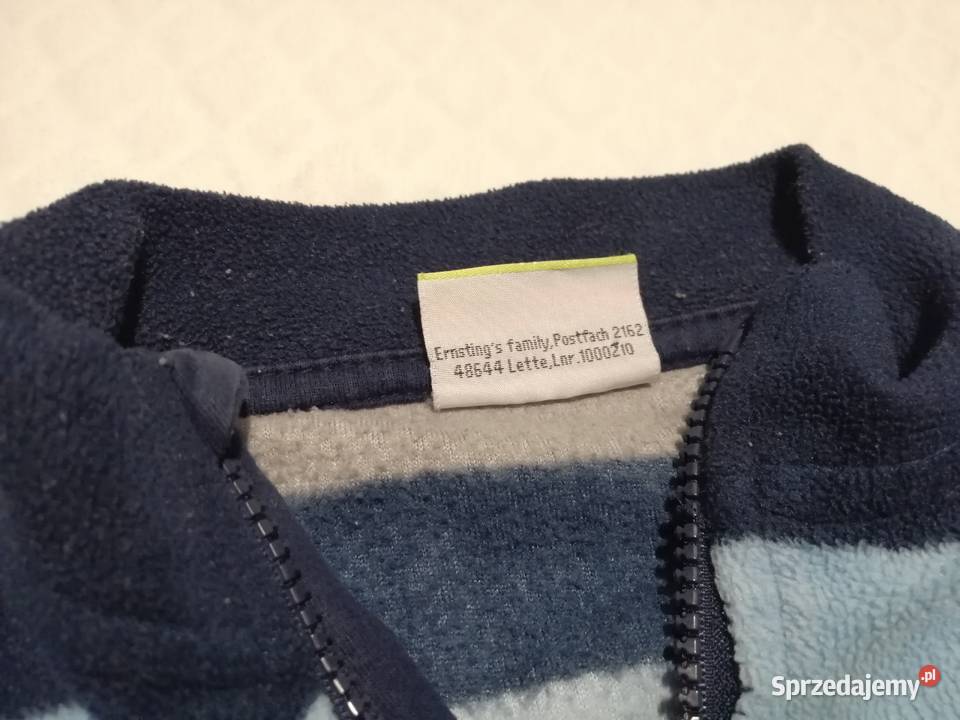 Ernsting's family,Postfach 2162
48644 Lette,Lnr.1000210
Sprzedajemy.pl